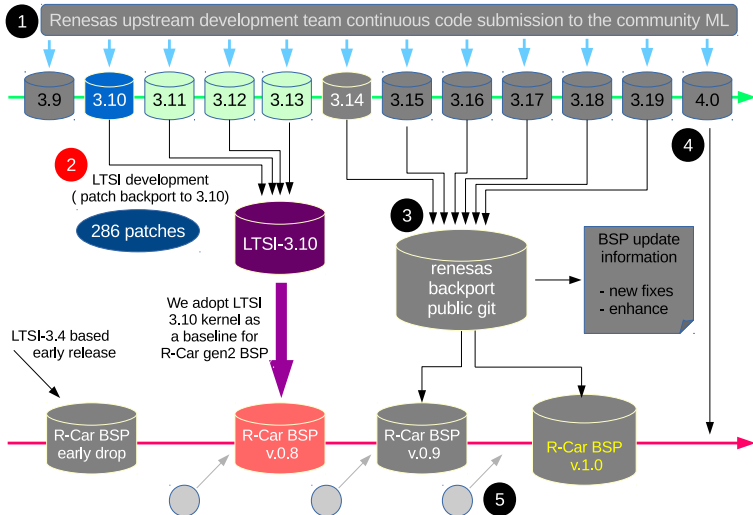 1
Renesas upstream development team continuous code submission to the community ML
3.9
3.10
3.11
3.12
3.13
3.14
3.15
3.16
3.17
3.18
3.19
4.0
2
LTSI development
( patch backport to 3.10)
286 patches
LTSI-3.10
3
4
renesas
backport
public git
BSP update
information
- new fixes
- enhance
We adopt LTSI
3.10 kernel as
a baseline for
R-Car gen2 BSP
LTSI-3.4 based
early release
R-Car BSP
early drop
R-Car BSP
v.0.8
R-Car BSP
v.0.9
R-Car BSP
v.1.0
5